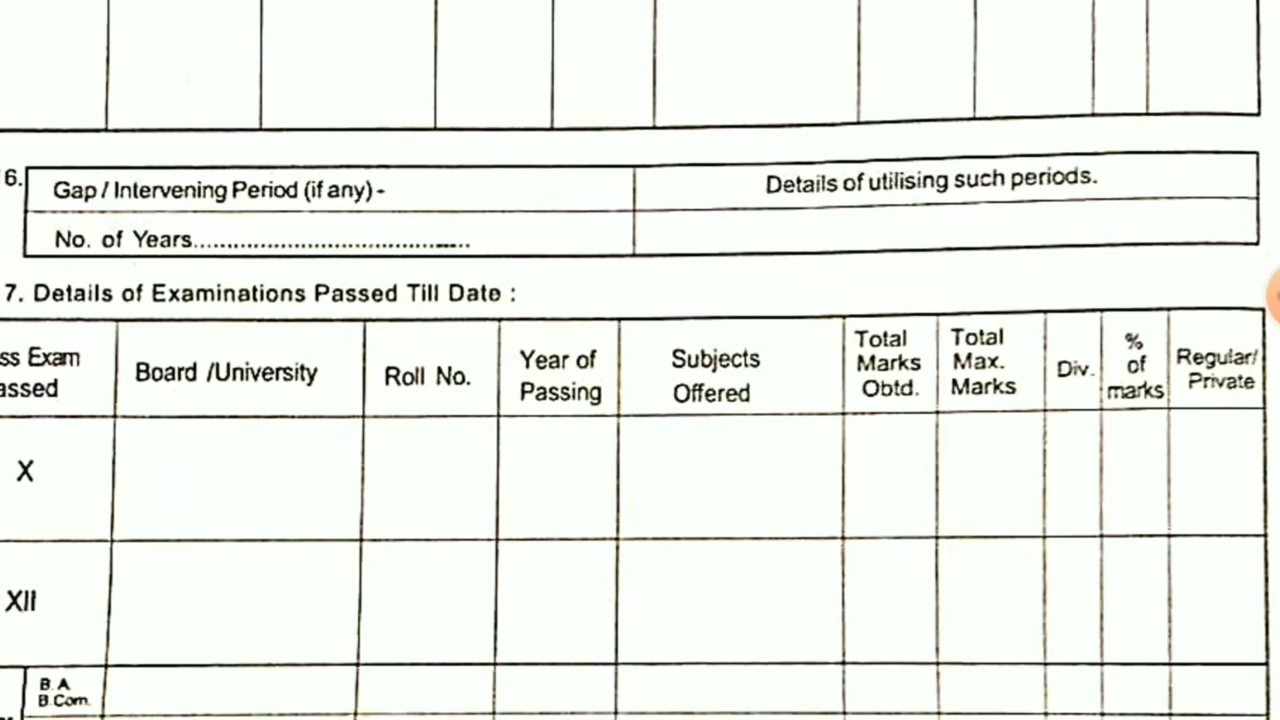 6.
Gap / Intervening Period (if any) -
Details of utilising such periods.
No. of Years..........................................
7. Details of Examinations Passed Till Date :
ss Exam
assed
Board /University
Roll No.
Year of
Passing
Subjects
Offered
Total
Marks
Obtd.
Total
Max.
Marks
Div.
%
of
marks
Regular/
Private
X
XII
B.A
B.Com.